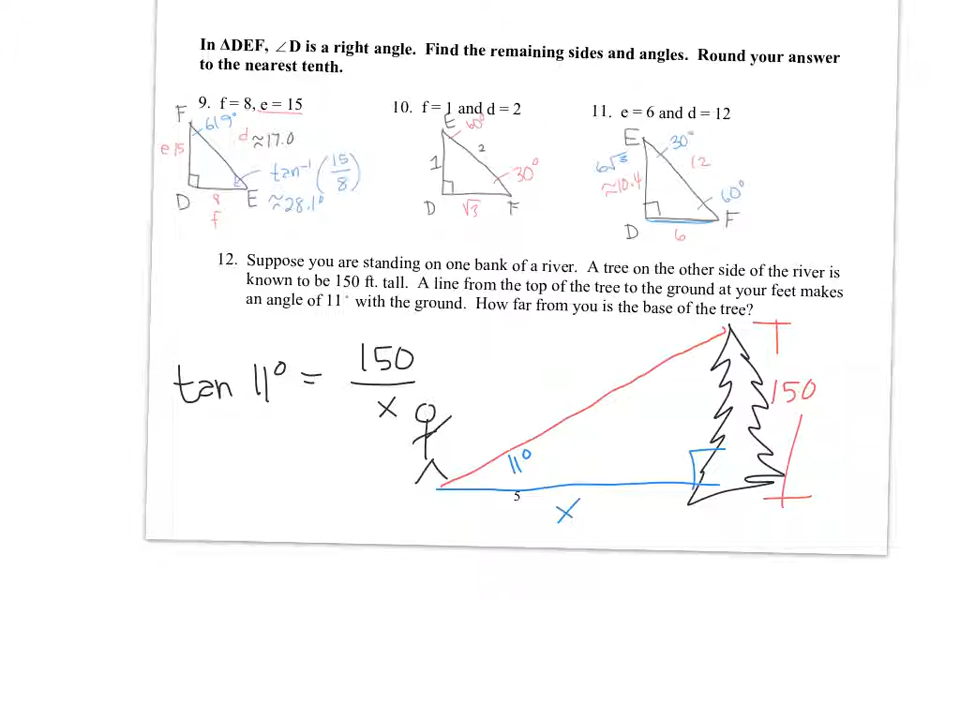 In ΔDEF, ∠D is a right angle. Find the remaining sides and angles. Round your answer
to the nearest tenth.
9. f = 8, e = 15
10. f = 1 and d = 2
11. e = 6 and d = 12
F
61.9°
d ≈17.0
e 15
tan⁻¹(15/8)
D
8
E
≈28.1°
f
E
60°
2
1
30°
D
√3
F
E
30°
6√3
12
≈10.4
60°
D
6
F
12. Suppose you are standing on one bank of a river. A tree on the other side of the river is
known to be 150 ft. tall. A line from the top of the tree to the ground at your feet makes
an angle of 11° with the ground. How far from you is the base of the tree?
tan 11° = 150/x
150
11°
5
x